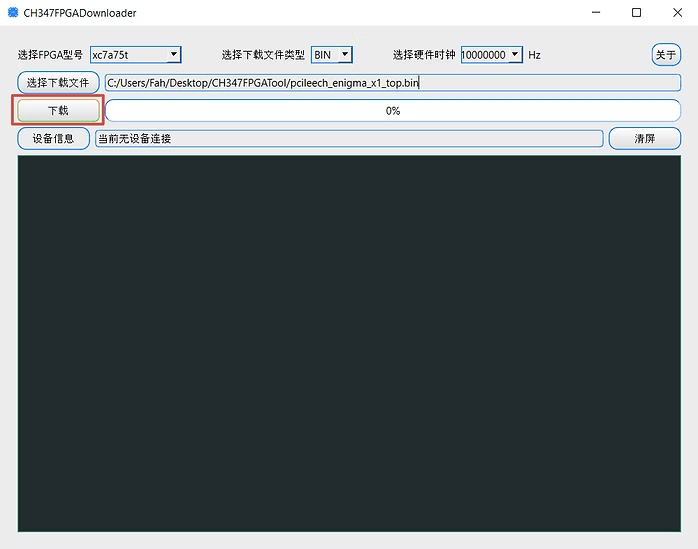 CH347FPGADownloader
选择FPGA型号 xc7a75t 选择下载文件类型 BIN 选择硬件时钟 10000000 Hz 关于
选择下载文件 C:/Users/Fah/Desktop/CH347FPGATool/pcileech_enigma_x1_top.bin
下载 0%
设备信息 当前无设备连接 清屏